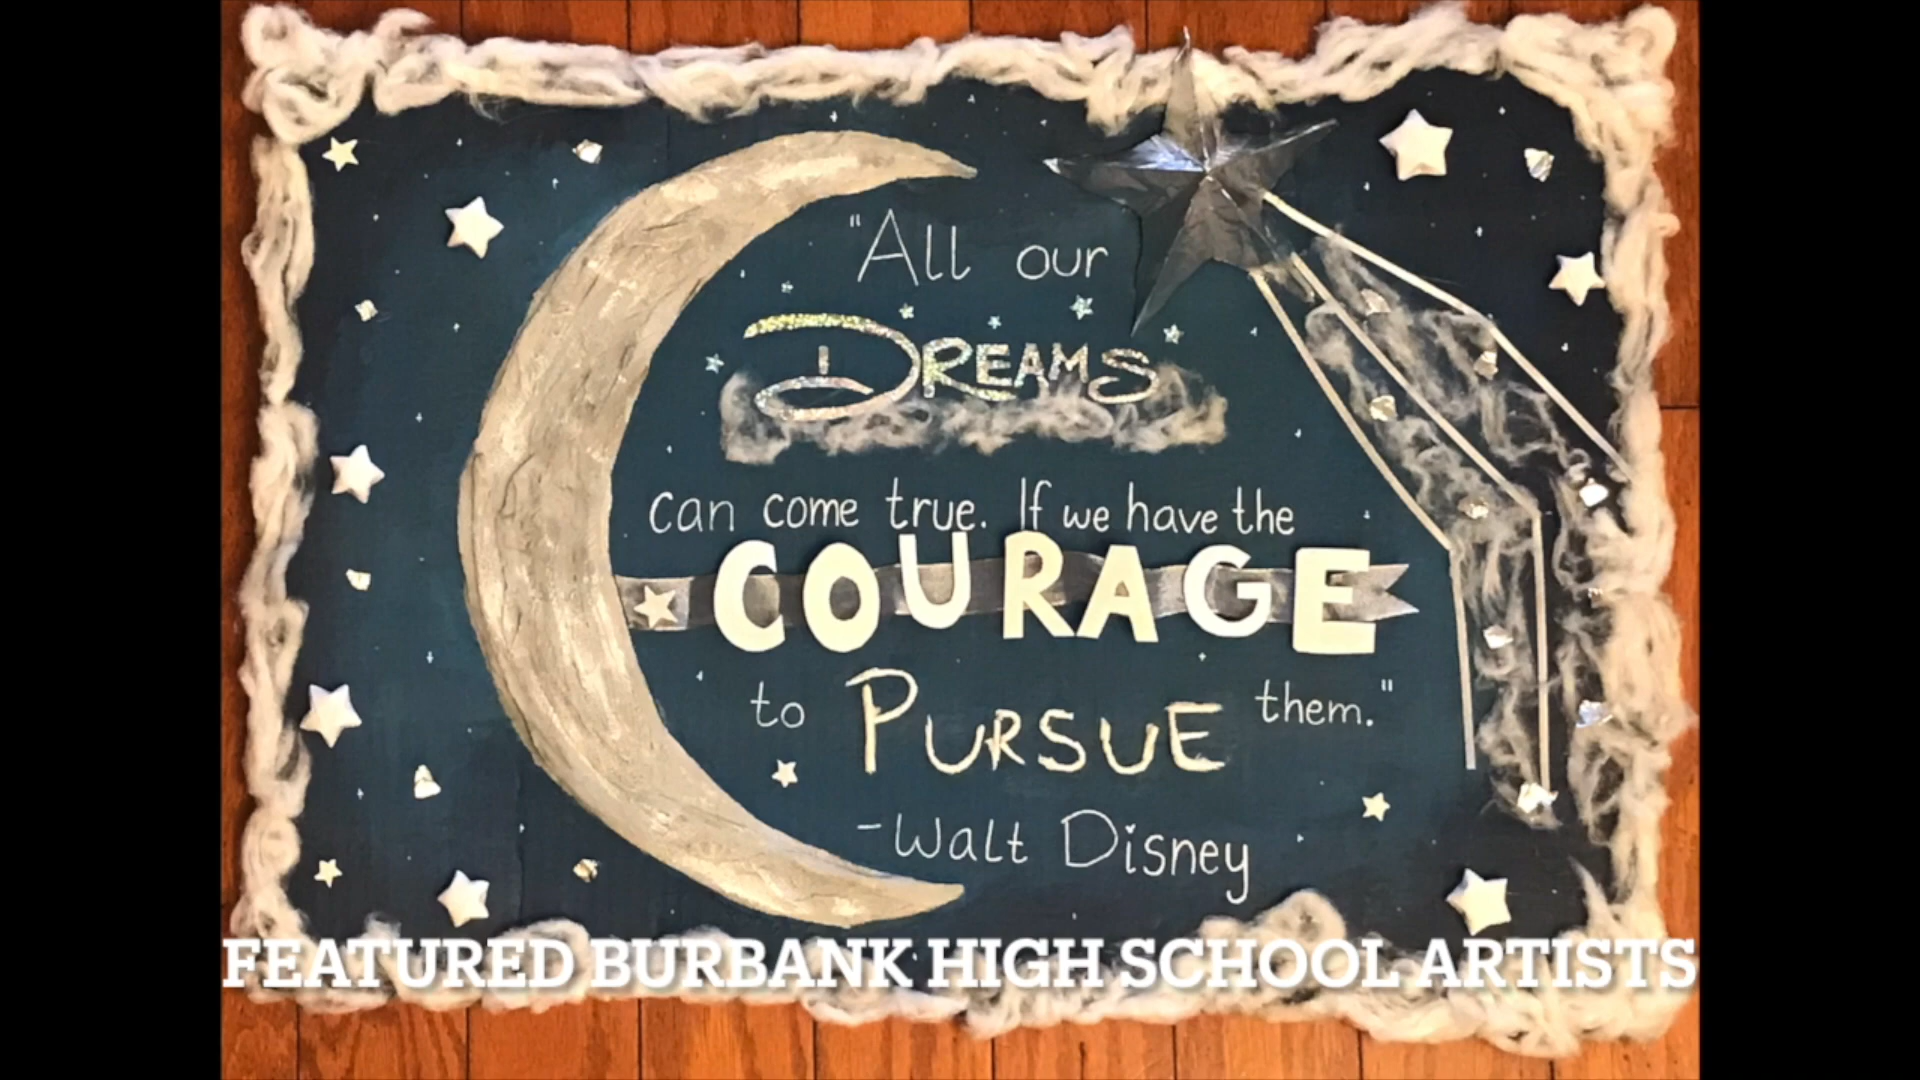 "All our
DREAMS
can come true. If we have the
COURAGE
to PURSUE them."
-Walt Disney
FEATURED BURBANK HIGH SCHOOL ARTISTS